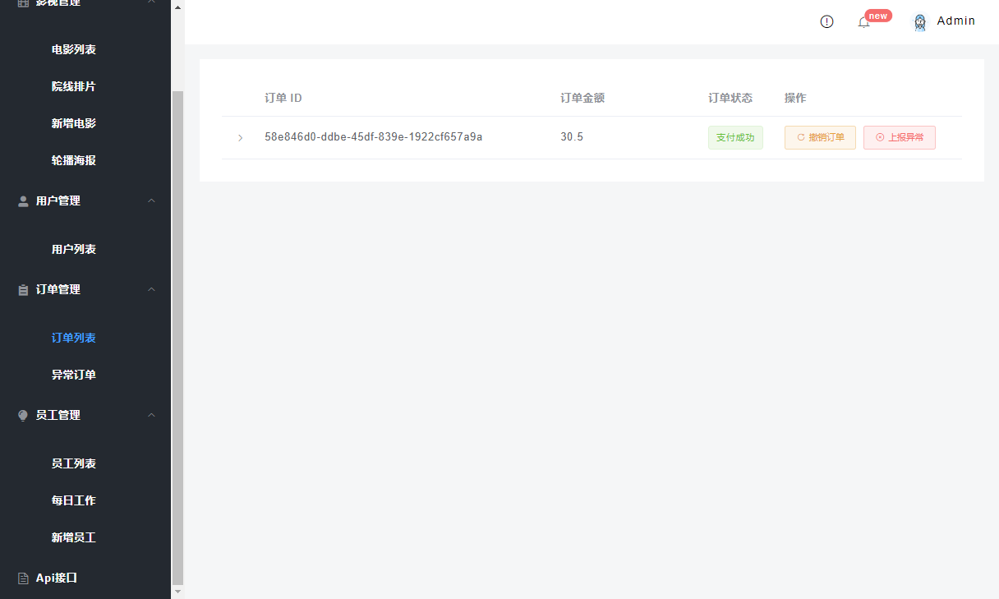 影视管理
电影列表
院线排片
新增电影
轮播海报
用户管理
用户列表
订单管理
订单列表
异常订单
员工管理
员工列表
每日工作
新增员工
Api接口
new
Admin
订单 ID 订单金额 订单状态 操作
58e846d0-ddbe-45df-839e-1922cf657a9a 30.5 支付成功 撤销订单 上报异常